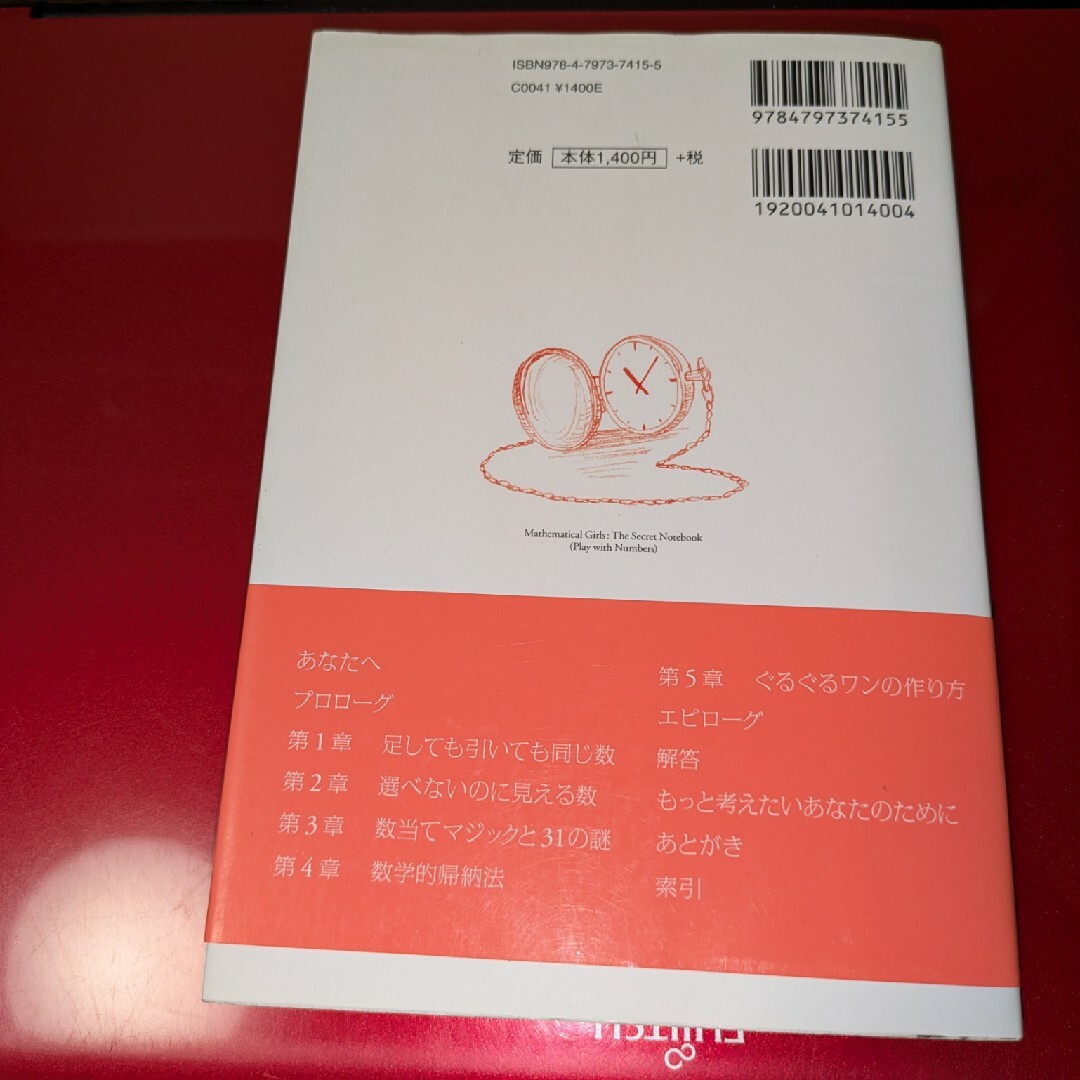 ISBN978-4-7973-7415-5
C0041 ¥1400E
9784797374155
定価 本体1,400円 +税
1920041014004
Mathematical Girls: The Secret Notebook
(Play with Numbers)
あなたへ
プロローグ
第1章 足しても引いても同じ数
第2章 選べないのに見える数
第3章 数当てマジックと31の謎
第4章 数学的帰納法
第5章 ぐるぐるワンの作り方
エピローグ
解答
もっと考えたいあなたのために
あとがき
索引
FUJITSU